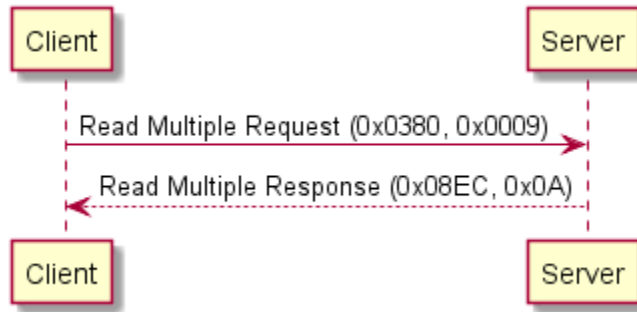 Client Server
Read Multiple Request (0x0380, 0x0009)
Read Multiple Response (0x08EC, 0x0A)
Client Server